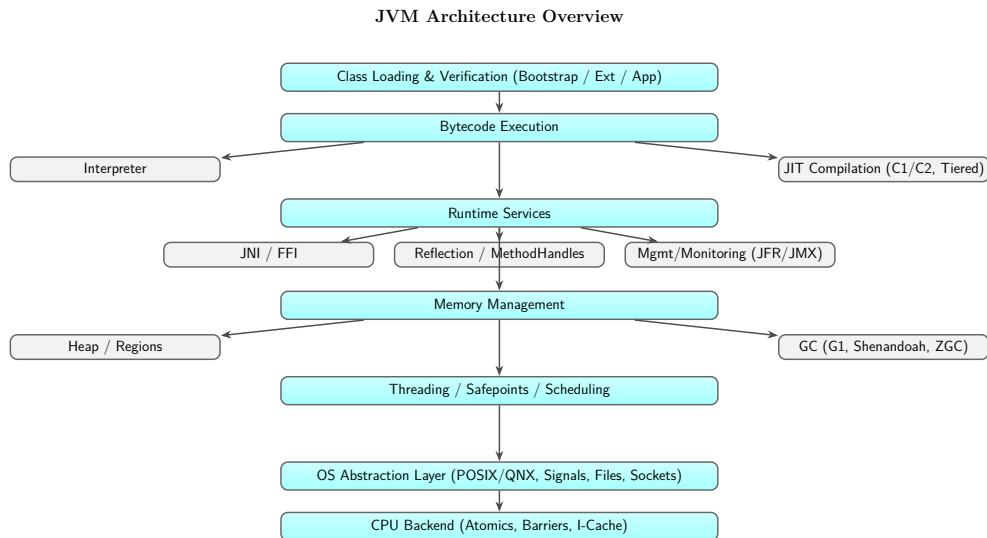 JVM Architecture Overview
Class Loading & Verification (Bootstrap / Ext / App)
Bytecode Execution
Interpreter
JIT Compilation (C1/C2, Tiered)
Runtime Services
JNI / FFI
Reflection / MethodHandles
Mgmt/Monitoring (JFR/JMX)
Memory Management
Heap / Regions
GC (G1, Shenandoah, ZGC)
Threading / Safepoints / Scheduling
OS Abstraction Layer (POSIX/QNX, Signals, Files, Sockets)
CPU Backend (Atomics, Barriers, I-Cache)